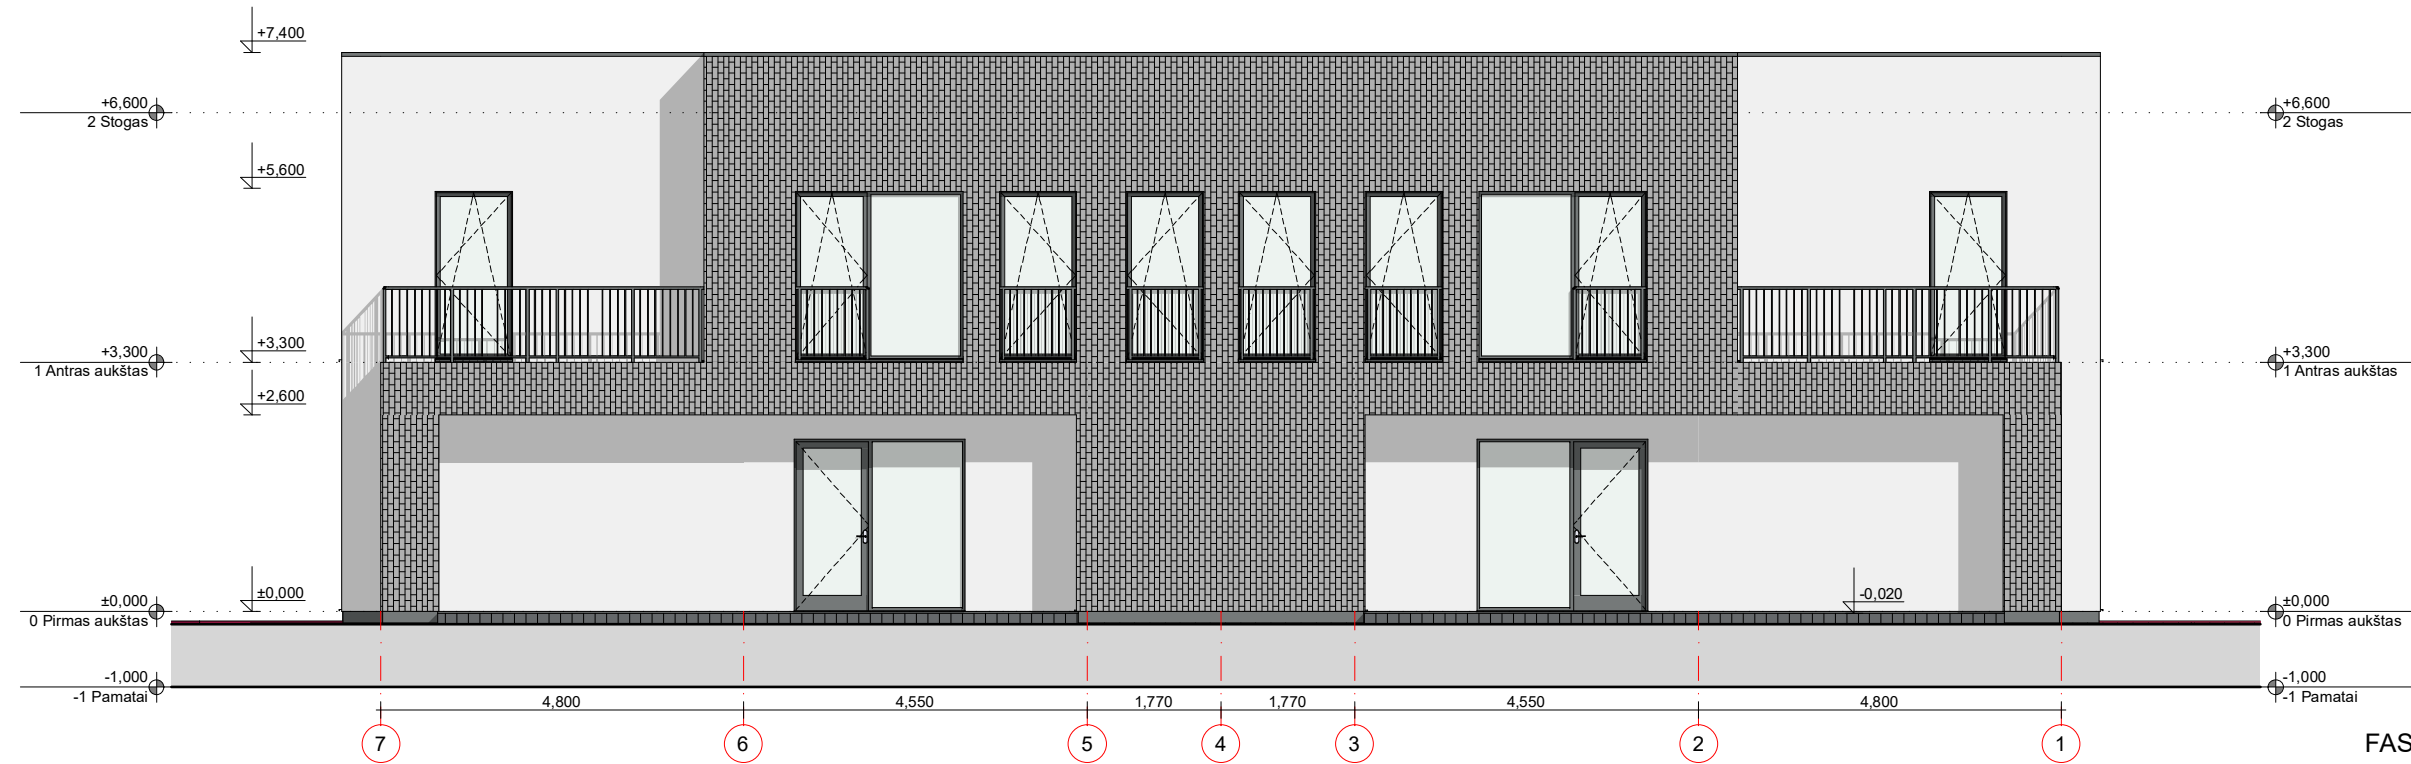 +7,400
+6,600
2 Stogas
+5,600
+3,300
+3,300
1 Antras aukštas
+2,600
±0,000
±0,000
0 Pirmas aukštas
-1,000
-1 Pamatai
-0,020
+6,600
2 Stogas
+3,300
1 Antras aukštas
±0,000
0 Pirmas aukštas
-1,000
-1 Pamatai
4,800 4,550 1,770 1,770 4,550 4,800
7 6 5 4 3 2 1
FAS